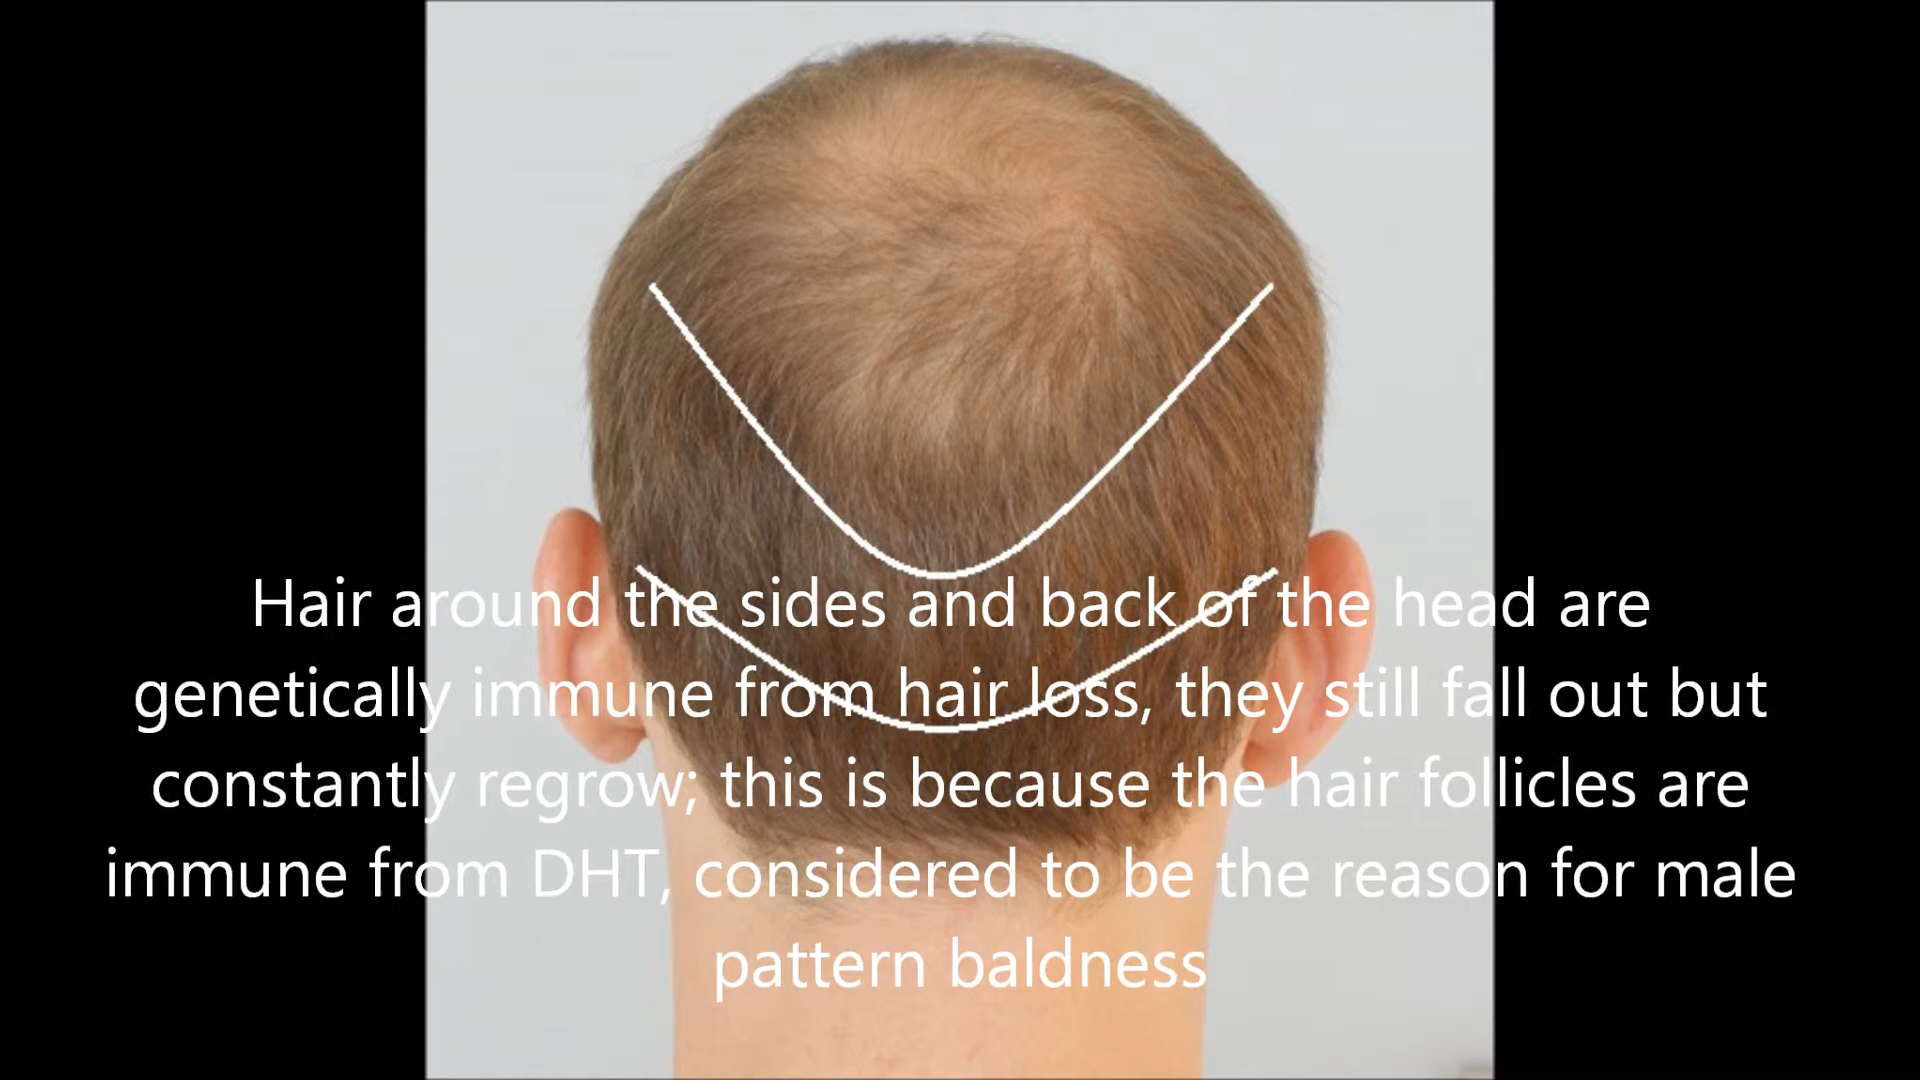 Hair around the sides and back of the head are
genetically immune from hair loss, they still fall out but
constantly regrow; this is because the hair follicles are
immune from DHT, considered to be the reason for male
pattern baldness